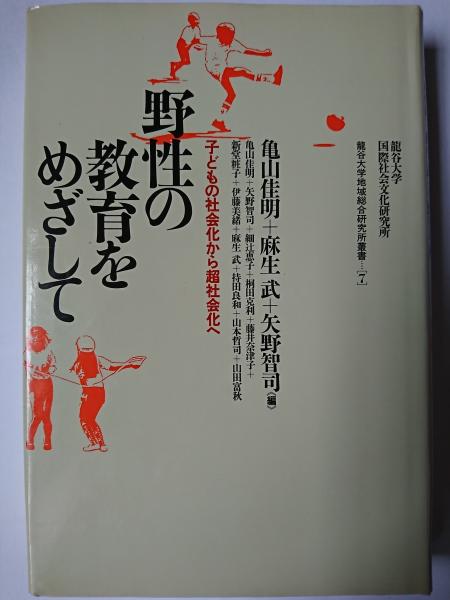 龍谷大学
国際社会文化研究所
龍谷大学地域総合研究所叢書…[7]
亀山佳明+麻生 武+矢野智司《編》
亀山佳明+矢野智司+細辻恵子+桐田克利+藤井奈津子+
新堂粧子+伊藤美緒+麻生 武+持田良和+山本哲司+山田富秋
子どもの社会化から超社会化へ
野性の
教育を
めざして